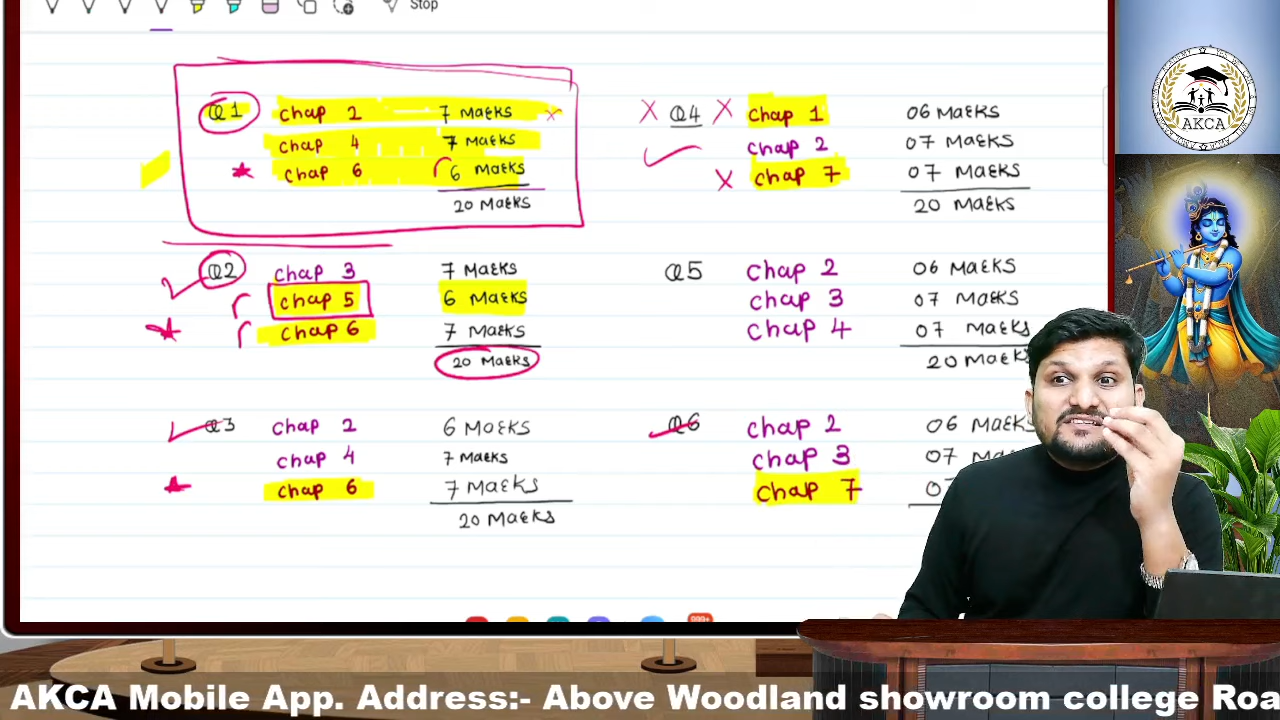 Stop
Q1 Chap 2 7 Marks
Chap 4 7 Marks
Chap 6 6 Marks
20 Marks
Q2 Chap 3 7 Marks
Chap 5 6 Marks
Chap 6 7 Marks
20 Marks
Q3 Chap 2 6 Marks
Chap 4 7 Marks
Chap 6 7 Marks
20 Marks
X Q4 X Chap 1 06 Marks
Chap 2 07 Marks
X Chap 7 07 Marks
20 Marks
Q5 Chap 2 06 Marks
Chap 3 07 Marks
Chap 4 07 Marks
20 Marks
Q6 Chap 2 06 Marks
Chap 3 07
Chap 7
999+
AKCA
AKCA Mobile App. Address:- Above Woodland showroom college Roa